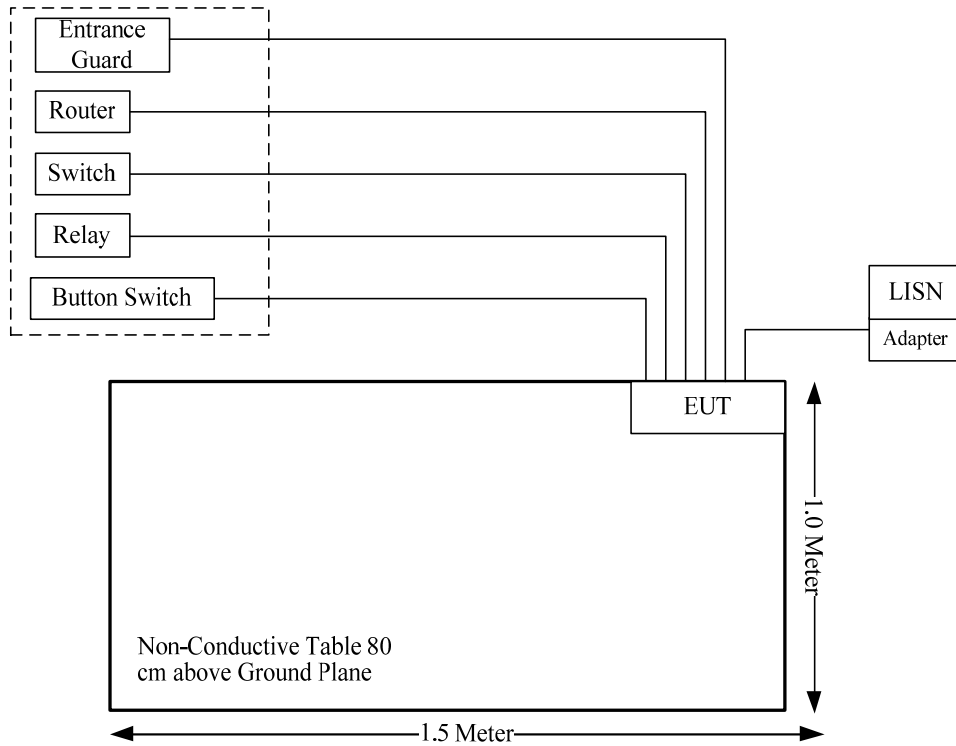 Entrance
Guard
Router
Switch
Relay
Button Switch
LISN
Adapter
EUT
1.0 Meter
Non-Conductive Table 80
cm above Ground Plane
1.5 Meter